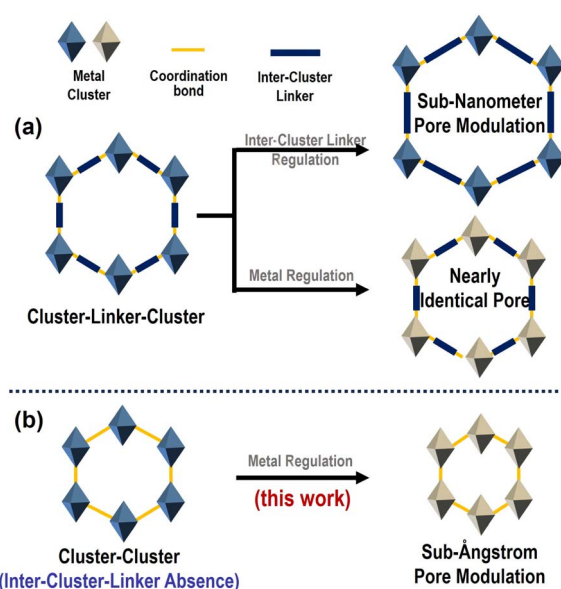 Metal
Cluster
Coordination
bond
Inter-Cluster
Linker
(a)
Inter-Cluster Linker
Regulation
Sub-Nanometer
Pore Modulation
Metal Regulation
Nearly
Identical Pore
Cluster-Linker-Cluster
(b)
Metal Regulation
(this work)
Cluster-Cluster
(Inter-Cluster-Linker Absence)
Sub-Ångstrom
Pore Modulation